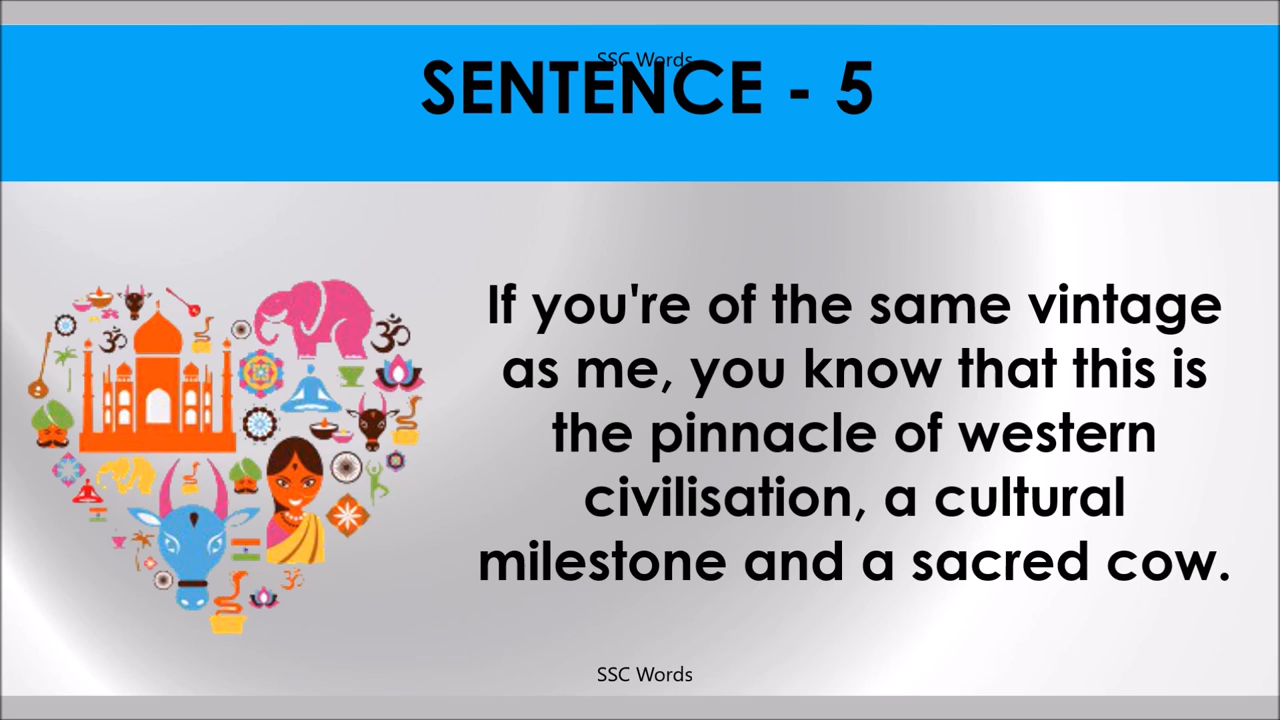 SSC Words
SENTENCE - 5
If you're of the same vintage
as me, you know that this is
the pinnacle of western
civilisation, a cultural
milestone and a sacred cow.
SSC Words